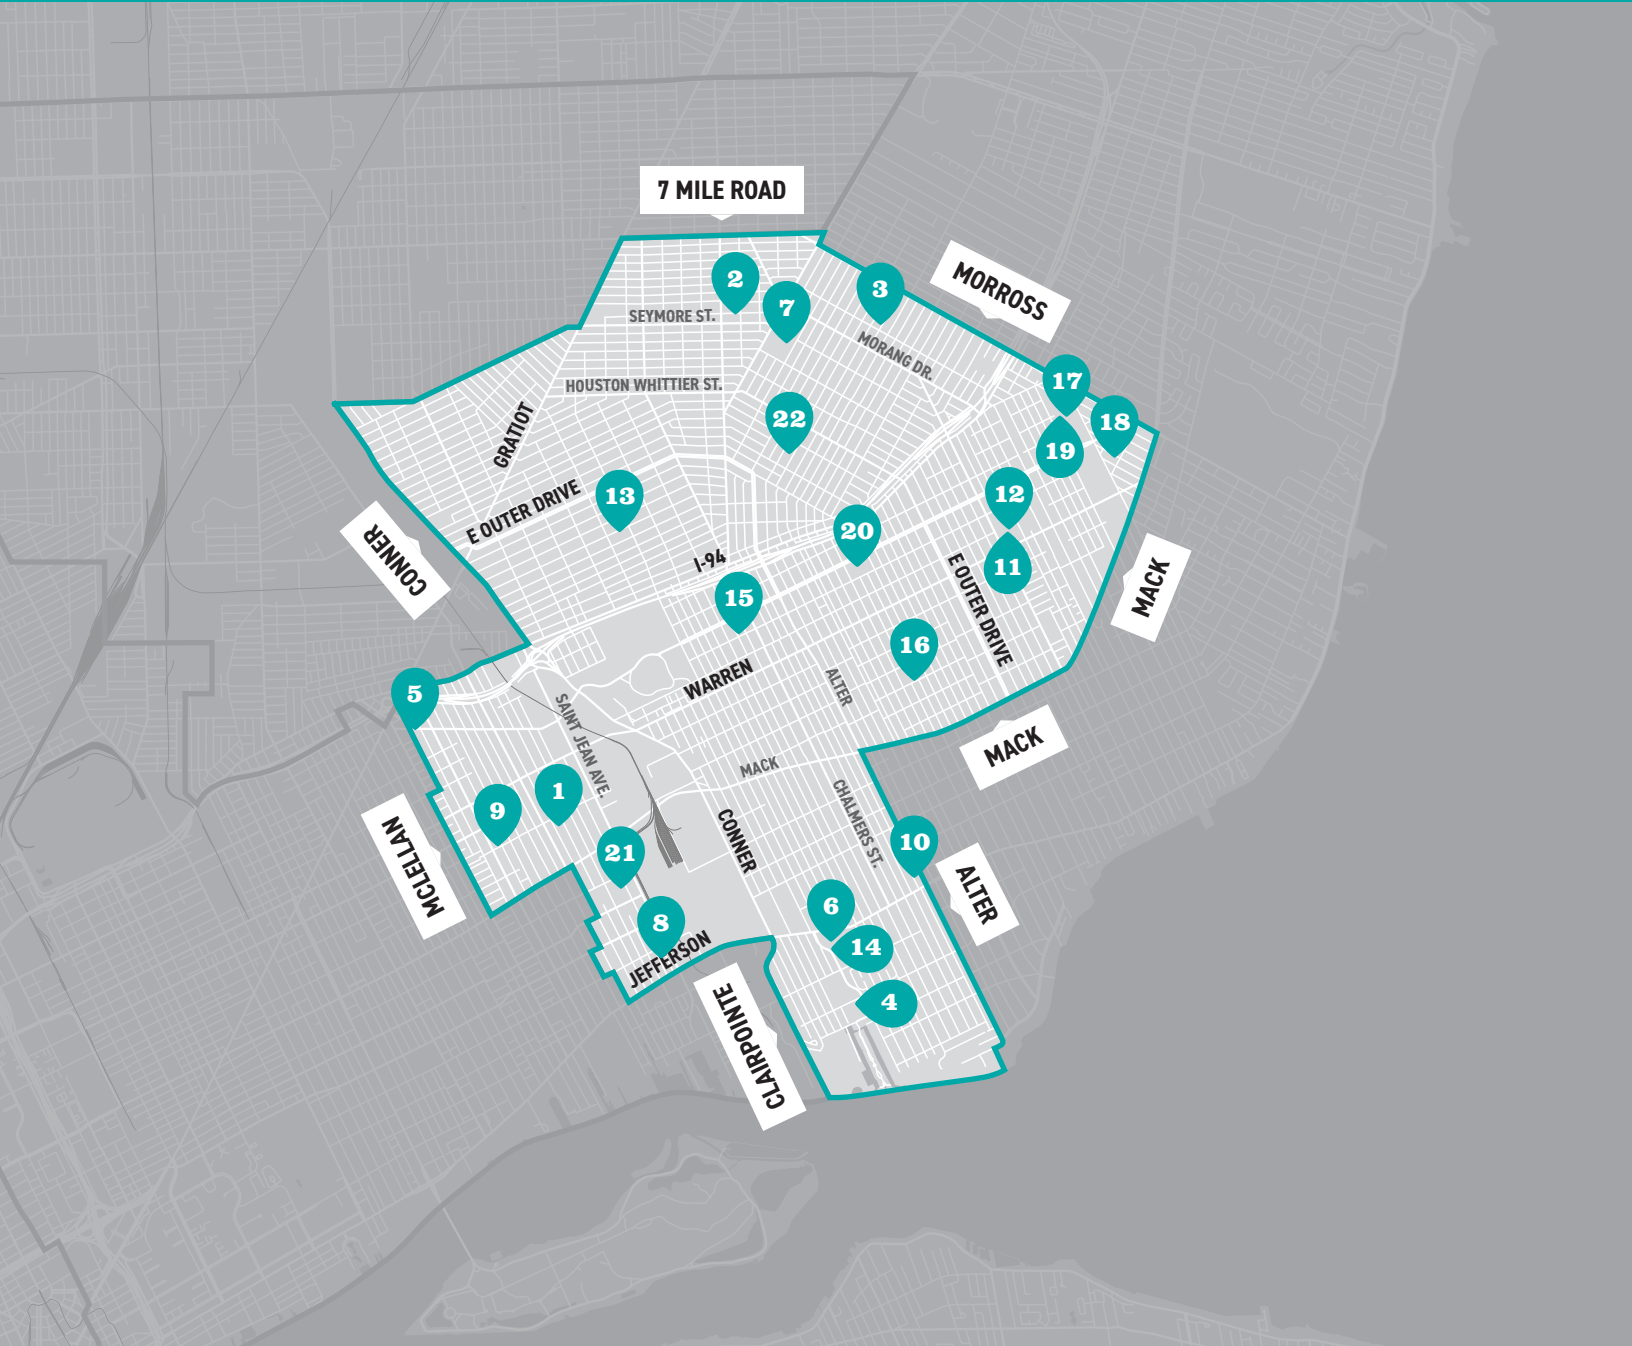 7 MILE ROAD
MORROSS
2
3
7
SEYMORE ST.
MORANG DR.
17
HOUSTON WHITTIER ST.
22
18
GRATIOT
19
13
12
E OUTER DRIVE
20
CONNER
I-94
11
E OUTER DRIVE
MACK
15
16
WARREN
ALTER
5
SAINT JEAN AVE.
MACK
MACK
1
9
CHALMERS ST.
CONNER
10
21
MCLELLAN
ALTER
6
8
14
JEFFERSON
4
CLAIRPOINTE